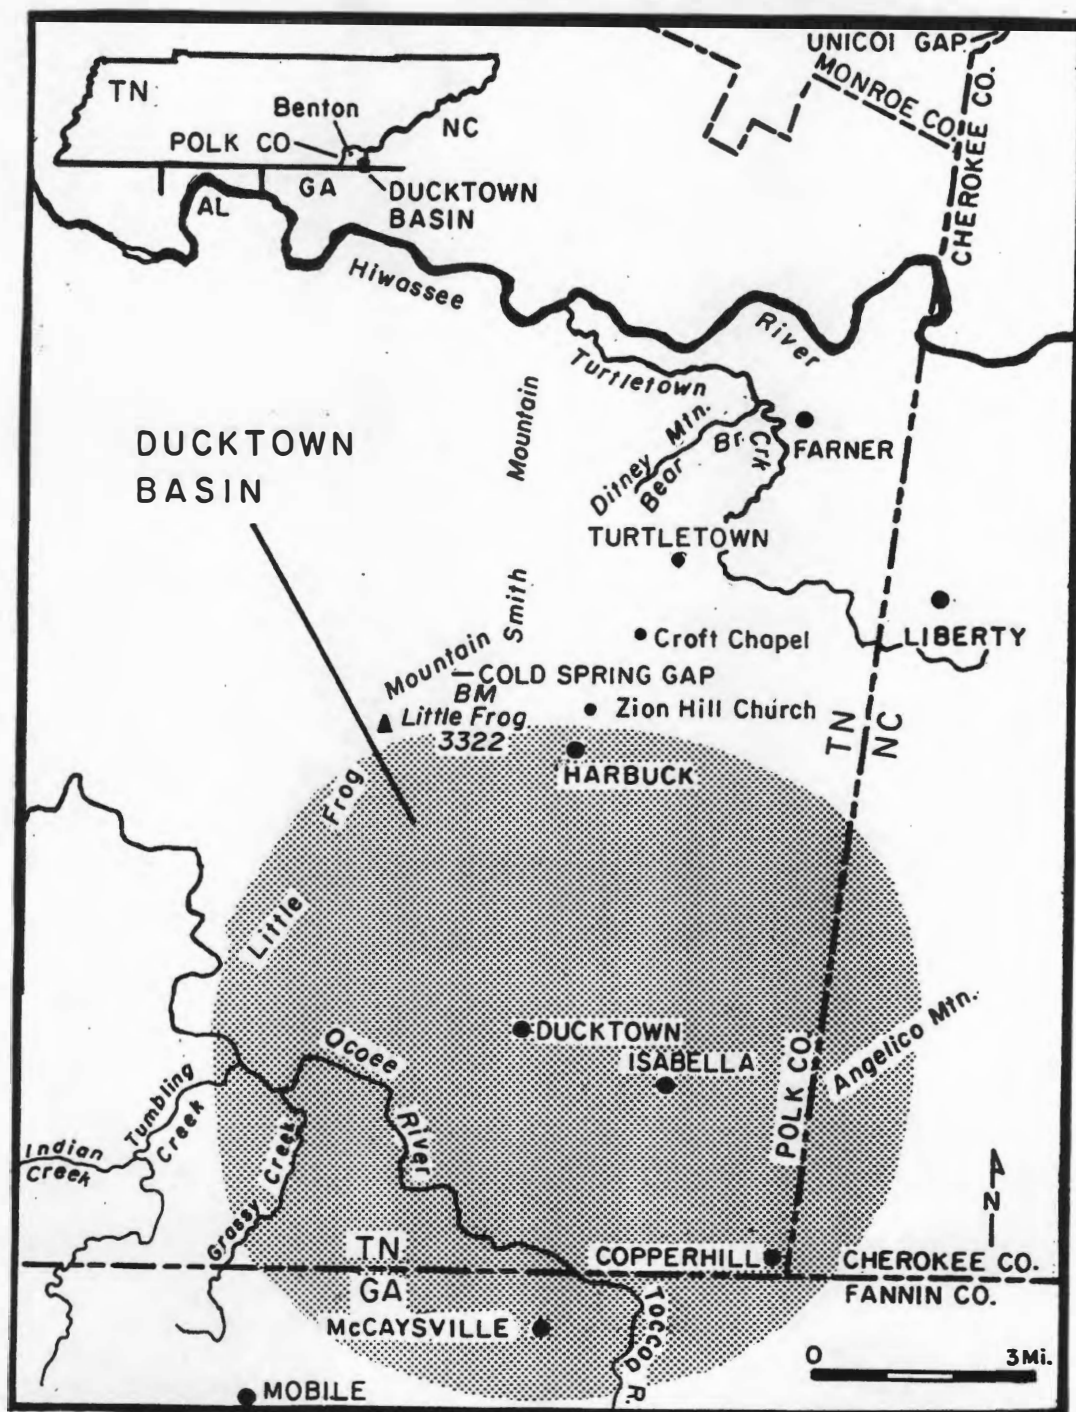 UNICOI GAP
MONROE CO.
CHEROKEE CO.
TN
Benton
NC
POLK CO
GA
DUCKTOWN
BASIN
AL
Hiwassee
River
Turtletown
Crk
Mountain
Ditney Mtn.
Bear Br.
FARNER
DUCKTOWN
BASIN
TURTLETOWN
Smith
LIBERTY
Croft Chapel
Mountain
COLD SPRING GAP
BM
Little Frog
3322
Zion Hill Church
TN
NC
HARBUCK
Frog
Little
DUCKTOWN
ISABELLA
Angelico Mtn.
POLK CO.
Ocoee
River
Tumbling
Creek
Indian
Creek
Grassy Creek
N
TN
GA
COPPERHILL
CHEROKEE CO.
FANNIN CO.
McCAYSVILLE
Toccoa R.
0 3Mi.
MOBILE